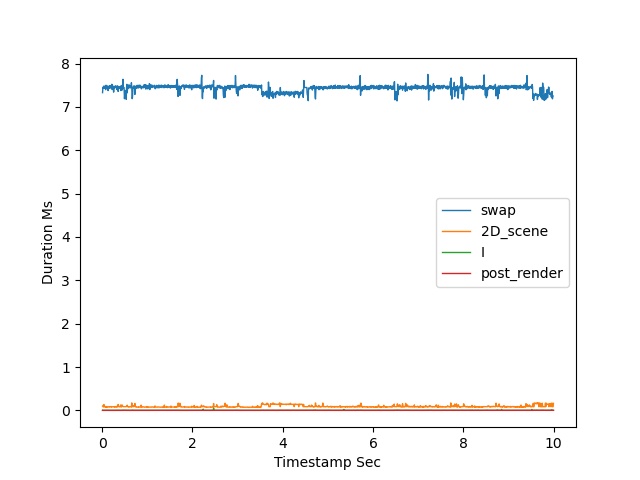 8
7
6
5
4
3
2
1
0
Duration Ms
swap
2D_scene
I
post_render
0 2 4 6 8 10
Timestamp Sec